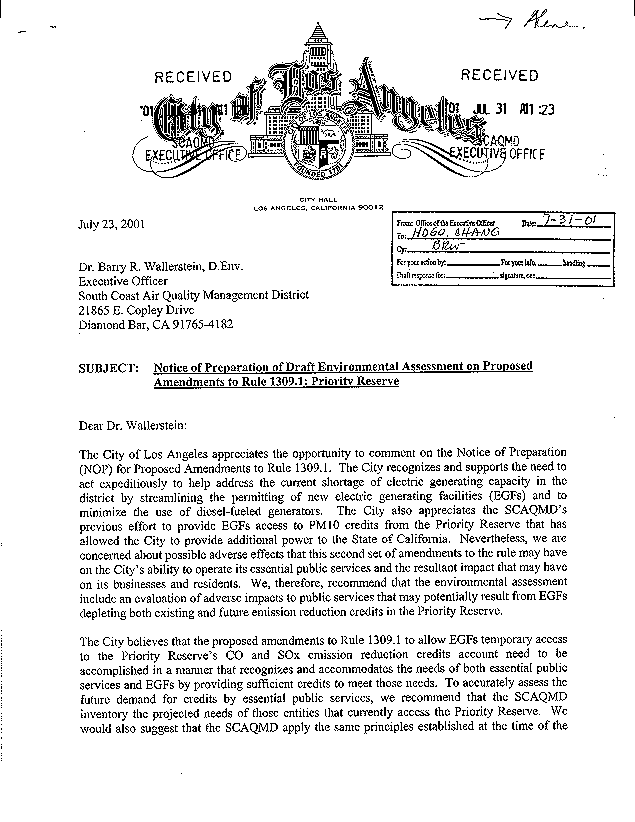 RECEIVED
RECEIVED
City of Los Angeles
'01
'01 JUL 31 A11:23
SCAQMD
EXECUTIVE OFFICE
SCAQMD
EXECUTIVE OFFICE
FOUNDED 1781
CITY HALL
LOS ANGELES, CALIFORNIA 90012
July 23, 2001
From: Office of the Executive Officer Date: 7-31-01
To: CHANG
Cy: BRW
For your action by: For your info. handling
Draft response for: signature, cc:
Dr. Barry R. Wallerstein, D.Env.
Executive Officer
South Coast Air Quality Management District
21865 E. Copley Drive
Diamond Bar, CA 91765-4182
SUBJECT: Notice of Preparation of Draft Environmental Assessment on Proposed
Amendments to Rule 1309.1: Priority Reserve
Dear Dr. Wallerstein:
The City of Los Angeles appreciates the opportunity to comment on the Notice of Preparation
(NOP) for Proposed Amendments to Rule 1309.1. The City recognizes and supports the need to
act expeditiously to help address the current shortage of electric generating capacity in the
district by streamlining the permitting of new electric generating facilities (EGFs) and to
minimize the use of diesel-fueled generators. The City also appreciates the SCAQMD's
previous effort to provide EGFs access to PM10 credits from the Priority Reserve that has
allowed the City to provide additional power to the State of California. Nevertheless, we are
concerned about possible adverse effects that this second set of amendments to the rule may have
on the City's ability to operate its essential public services and the resultant impact that may have
on its businesses and residents. We, therefore, recommend that the environmental assessment
include an evaluation of adverse impacts to public services that may potentially result from EGFs
depleting both existing and future emission reduction credits in the Priority Reserve.
The City believes that the proposed amendments to Rule 1309.1 to allow EGFs temporary access
to the Priority Reserve's CO and SOx emission reduction credits account need to be
accomplished in a manner that recognizes and accommodates the needs of both essential public
services and EGFs by providing sufficient credits to meet those needs. To accurately assess the
future demand for credits by essential public services, we recommend that the SCAQMD
inventory the projected needs of those entities that currently access the Priority Reserve. We
would also suggest that the SCAQMD apply the same principles established at the time of the